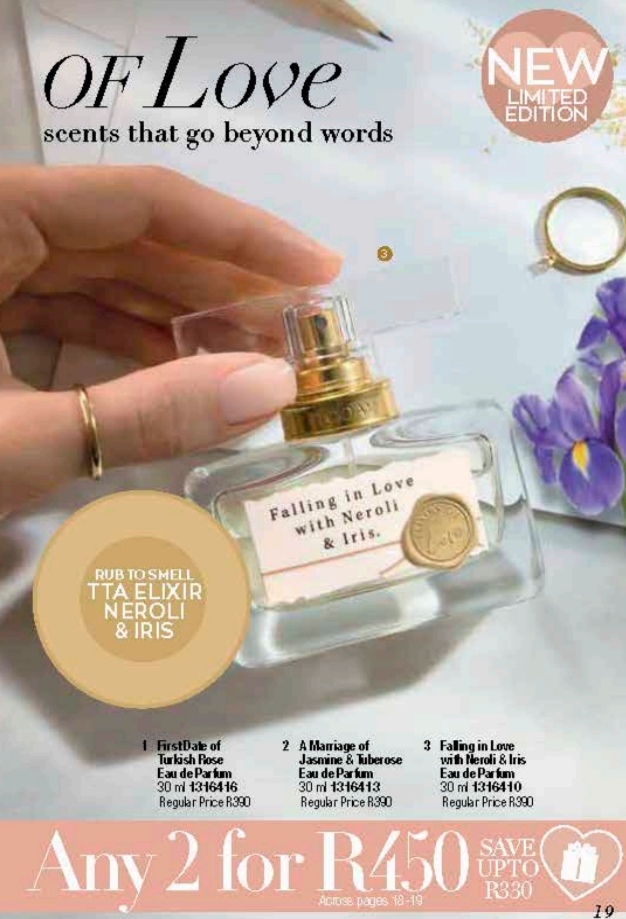 OF Love
scents that go beyond words
NEW
LIMITED
EDITION
3
Falling in Love
with Neroli
& Iris.
RUB TO SMELL
TTA ELIXIR
NEROLI
& IRIS
1 First Date of
Turkish Rose
Eau de Parfum
30 ml 1316416
Regular Price R390
2 A Marriage of
Jasmine & Tuberose
Eau de Parfum
30 ml 1316413
Regular Price R390
3 Falling in Love
with Neroli & Iris
Eau de Parfum
30 ml 1316410
Regular Price R390
Any 2 for R450
Across pages 18-19
SAVE
UP TO
R330
19